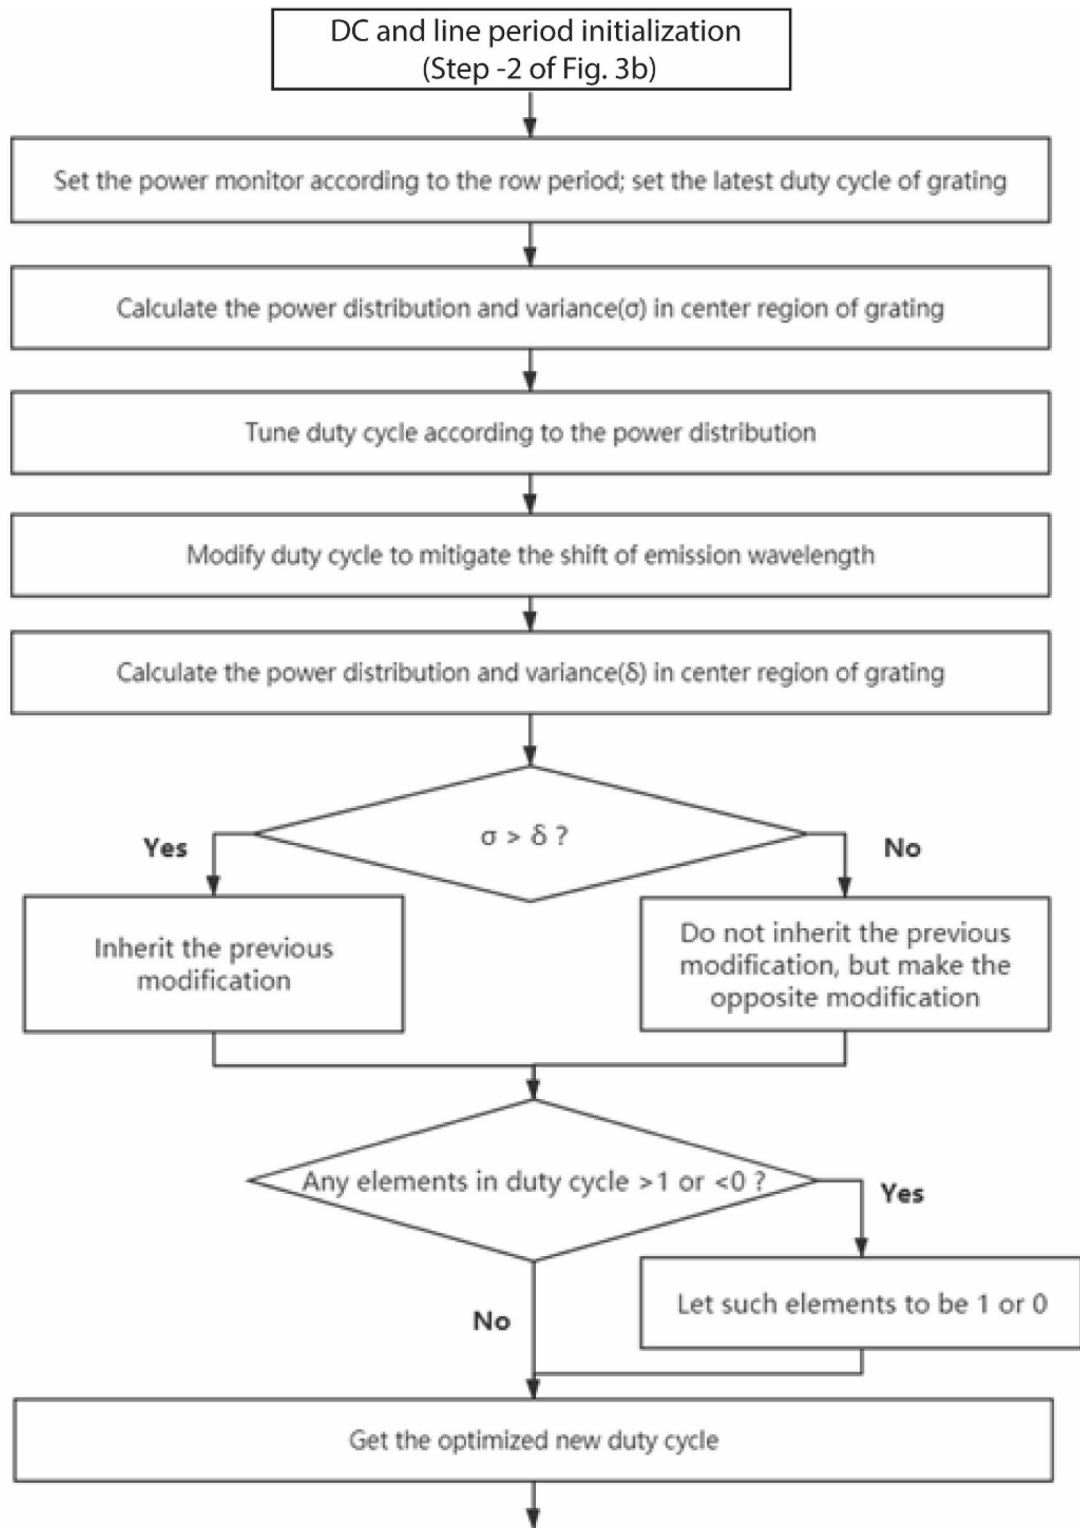 DC and line period initialization
(Step -2 of Fig. 3b)
Set the power monitor according to the row period; set the latest duty cycle of grating
Calculate the power distribution and variance(σ) in center region of grating
Tune duty cycle according to the power distribution
Modify duty cycle to mitigate the shift of emission wavelength
Calculate the power distribution and variance(δ) in center region of grating
σ > δ ?
Yes
No
Inherit the previous
modification
Do not inherit the previous
modification, but make the
opposite modification
Any elements in duty cycle >1 or <0 ?
Yes
Let such elements to be 1 or 0
No
Get the optimized new duty cycle